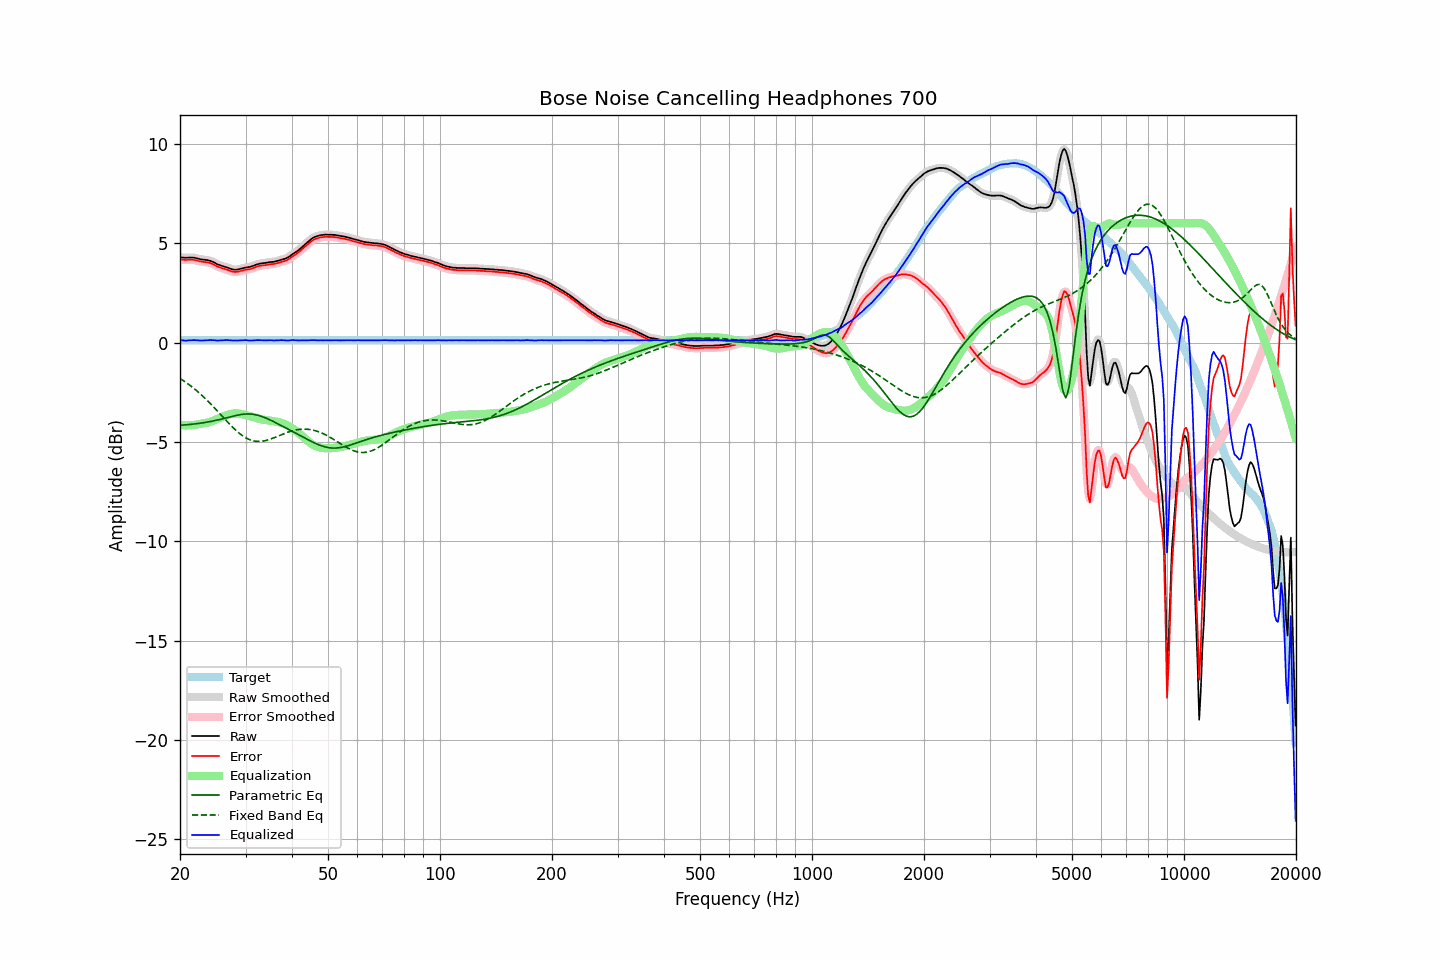 Bose Noise Cancelling Headphones 700
Amplitude (dBr)
10
5
0
−5
−10
−15
−20
−25
Target
Raw Smoothed
Error Smoothed
Raw
Error
Equalization
Parametric Eq
Fixed Band Eq
Equalized
20 50 100 200 500 1000 2000 5000 10000 20000
Frequency (Hz)